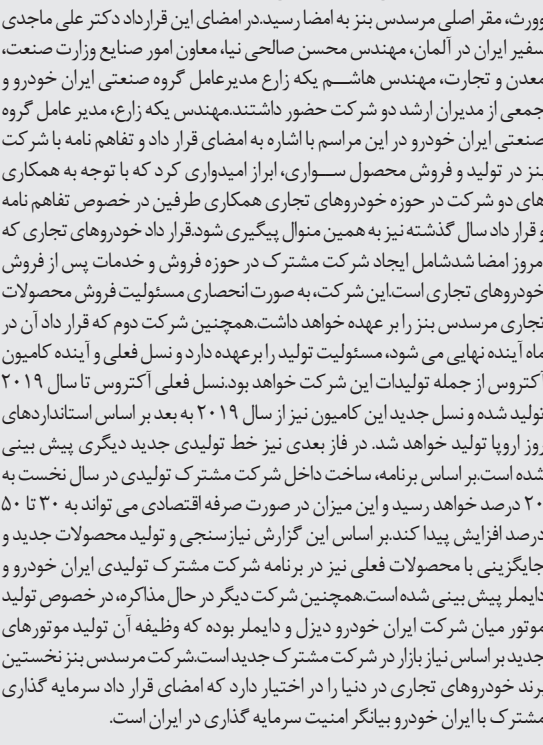 وورث، مقر اصلی مرسدس بنز به امضا رسید.در امضای این قرارداد دکتر علی ماجدی
سفیر ایران در آلمان، مهندس محسن صالحی نیا، معاون امور صنایع وزارت صنعت،
معدن و تجارت، مهندس هاشــم یکه زارع مدیرعامل گروه صنعتی ایران خودرو و
جمعی از مدیران ارشد دو شرکت حضور داشتند.مهندس یکه زارع، مدیر عامل گروه
صنعتی ایران خودرو در این مراسم با اشاره به امضای قرار داد و تفاهم نامه با شرکت
بنز در تولید و فروش محصول ســواری، ابراز امیدواری کرد که با توجه به همکاری
های دو شرکت در حوزه خودروهای تجاری همکاری طرفین در خصوص تفاهم نامه
و قرار داد سال گذشته نیز به همین منوال پیگیری شود.قرار داد خودروهای تجاری که
امروز امضا شدشامل ایجاد شرکت مشترک در حوزه فروش و خدمات پس از فروش
خودروهای تجاری است.این شرکت، به صورت انحصاری مسئولیت فروش محصولات
تجاری مرسدس بنز را بر عهده خواهد داشت.همچنین شرکت دوم که قرار داد آن در
ماه آینده نهایی می شود، مسئولیت تولید را برعهده دارد و نسل فعلی و آینده کامیون
آکتروس از جمله تولیدات این شرکت خواهد بود.نسل فعلی آکتروس تا سال ۲۰۱۹
تولید شده و نسل جدید این کامیون نیز از سال ۲۰۱۹ به بعد بر اساس استانداردهای
روز اروپا تولید خواهد شد. در فاز بعدی نیز خط تولیدی جدید دیگری پیش بینی
شده است.بر اساس برنامه، ساخت داخل شرکت مشترک تولیدی در سال نخست به
۲۰ درصد خواهد رسید و این میزان در صورت صرفه اقتصادی می تواند به ۳۰ تا ۵۰
درصد افزایش پیدا کند.بر اساس این گزارش نیازسنجی و تولید محصولات جدید و
جایگزینی با محصولات فعلی نیز در برنامه شرکت مشترک تولیدی ایران خودرو و
دایملر پیش بینی شده است.همچنین شرکت دیگر در حال مذاکره، در خصوص تولید
موتور میان شرکت ایران خودرو دیزل و دایملر بوده که وظیفه آن تولید موتورهای
جدید بر اساس نیاز بازار در شرکت مشترک جدید است.شرکت مرسدس بنز نخستین
برند خودروهای تجاری در دنیا را در اختیار دارد که امضای قرار داد سرمایه گذاری
مشترک با ایران خودرو بیانگر امنیت سرمایه گذاری در ایران است.